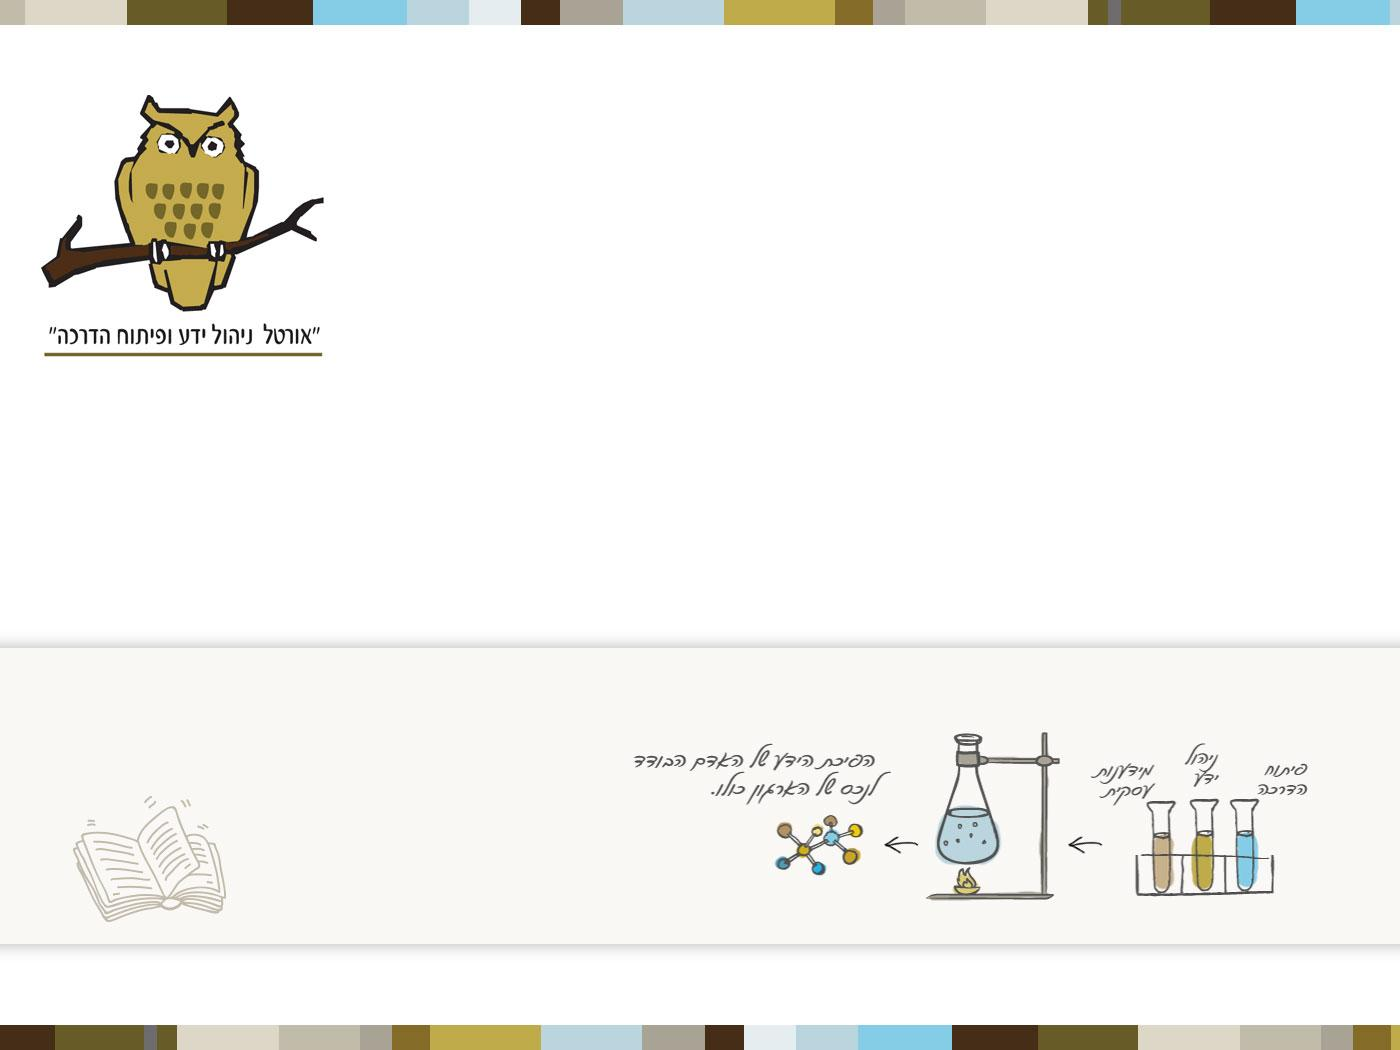 "אורטל ניהול ידע ופיתוח הדרכה"
פיתוח
הדרכה
ניהול
ידע
מידענות
עסקית
הפיכת הידע של האדם הבודד
לנכס של הארגון כולו.